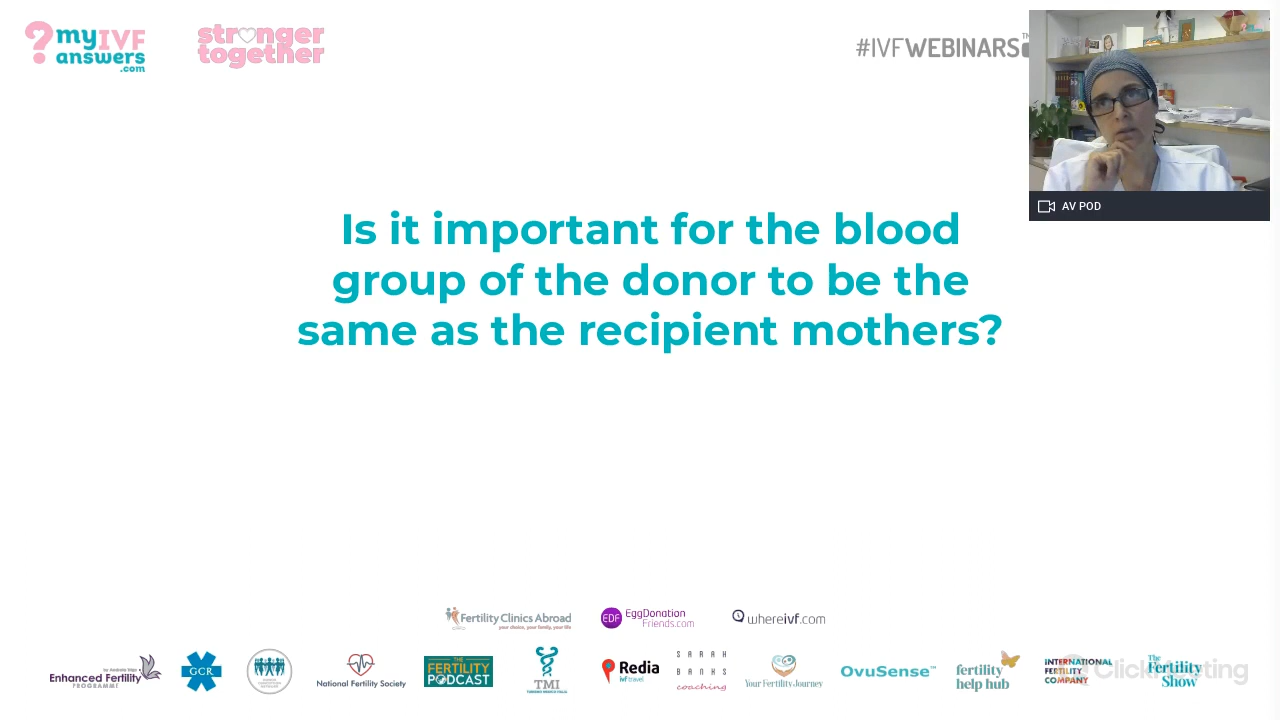 myIVF
answers
.com
stronger
together
#IVFWEBINARS
AV POD
Is it important for the blood
group of the donor to be the
same as the recipient mothers?
Fertility Clinics Abroad
your choice, your family, your life
EDF EggDonation
Friends.com
whereivf.com
Enhanced Fertility
PROGRAMME
GCR
National Fertility Society
THE
FERTILITY
PODCAST
TMI
Redia
ivf travel
SARAH
BANKS
coaching
Your Fertility Journey
OvuSense™
fertility
help hub
INTERNATIONAL
FERTILITY
COMPANY
The
Fertility
Show
ClickMeeting